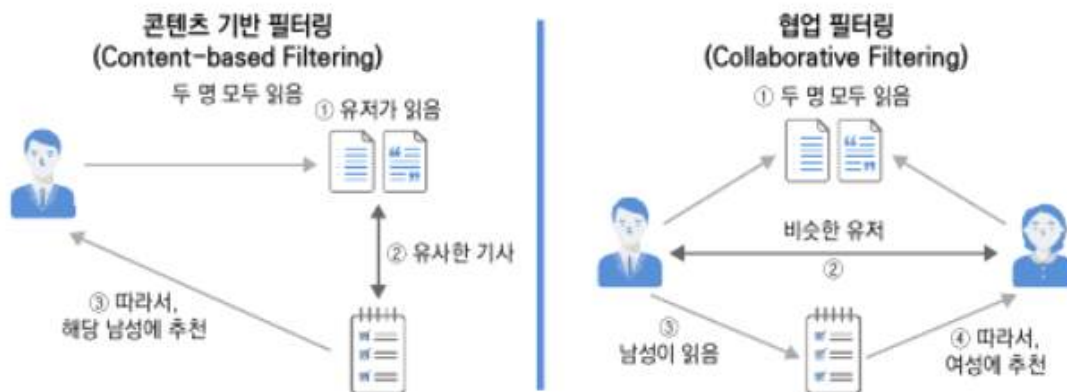 콘텐츠 기반 필터링
(Content-based Filtering)
두 명 모두 읽음
① 유저가 읽음
② 유사한 기사
③ 따라서,
해당 남성에 추천
협업 필터링
(Collaborative Filtering)
① 두 명 모두 읽음
비슷한 유저
②
③
남성이 읽음
④ 따라서,
여성에 추천